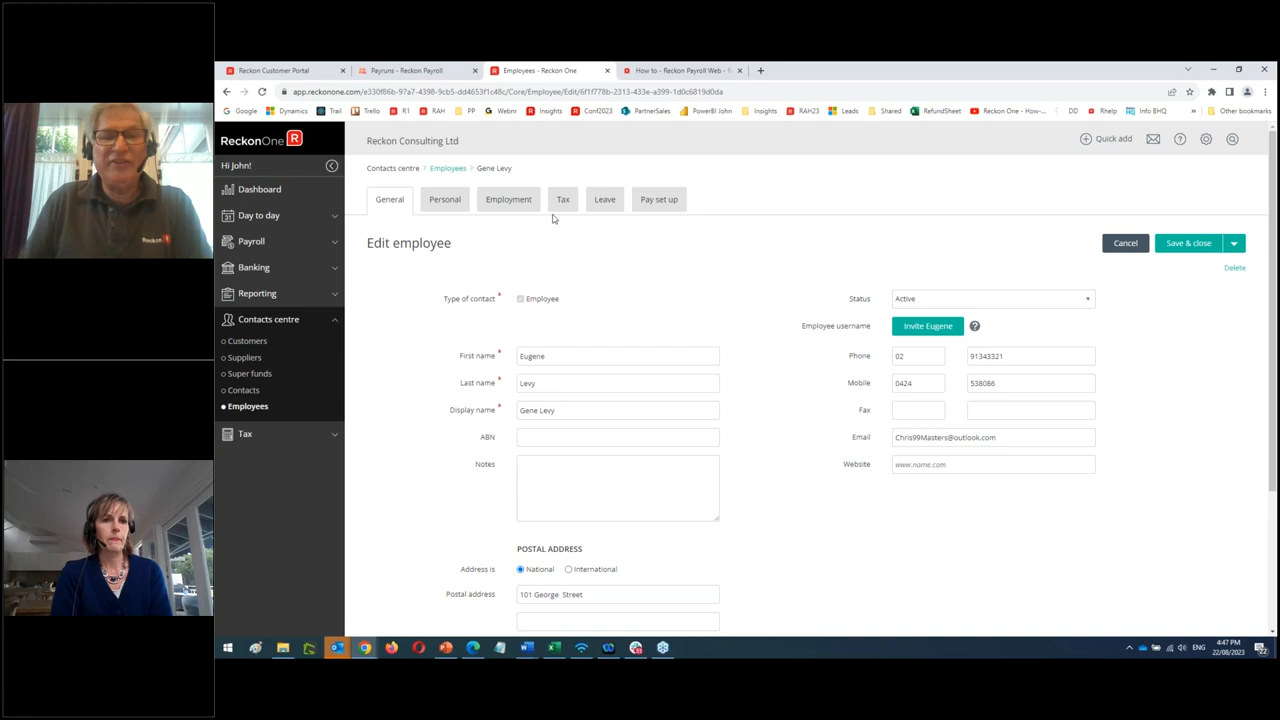 Reckon Customer Portal
Payruns - Reckon Payroll
Employees - Reckon One
How to - Reckon Payroll Web - R
app.reckonone.com/e330f86b-97a7-4398-9cb5-dd4653f1c48c/Core/Employee/Edit/6f1f778b-2313-433e-a399-1d0c6819d0da
Google Dynamics Trail Trello R1 RAH PP Webnr Insights Conf2023 PartnerSales PowerBI John Insights RAH23 Leads Shared RefundSheet Reckon One - How-... DD Rhelp Info BHQ Other bookmarks
ReckonOne R
Reckon Consulting Ltd
Quick add
Hi John!
Dashboard
Day to day
Payroll
Banking
Reporting
Contacts centre
Customers
Suppliers
Super funds
Contacts
Employees
Tax
Contacts centre Employees Gene Levy
General Personal Employment Tax Leave Pay set up
Edit employee
Cancel Save & close
Delete
Type of contact * Employee
First name * Eugene
Last name * Levy
Display name * Gene Levy
ABN
Notes
POSTAL ADDRESS
Address is National International
Postal address 101 George Street
Status Active
Employee username Invite Eugene ?
Phone 02 91343321
Mobile 0424 538086
Fax
Email Chris99Masters@outlook.com
Website www.name.com
Reckon
ENG
4:47 PM
22/08/2023
22